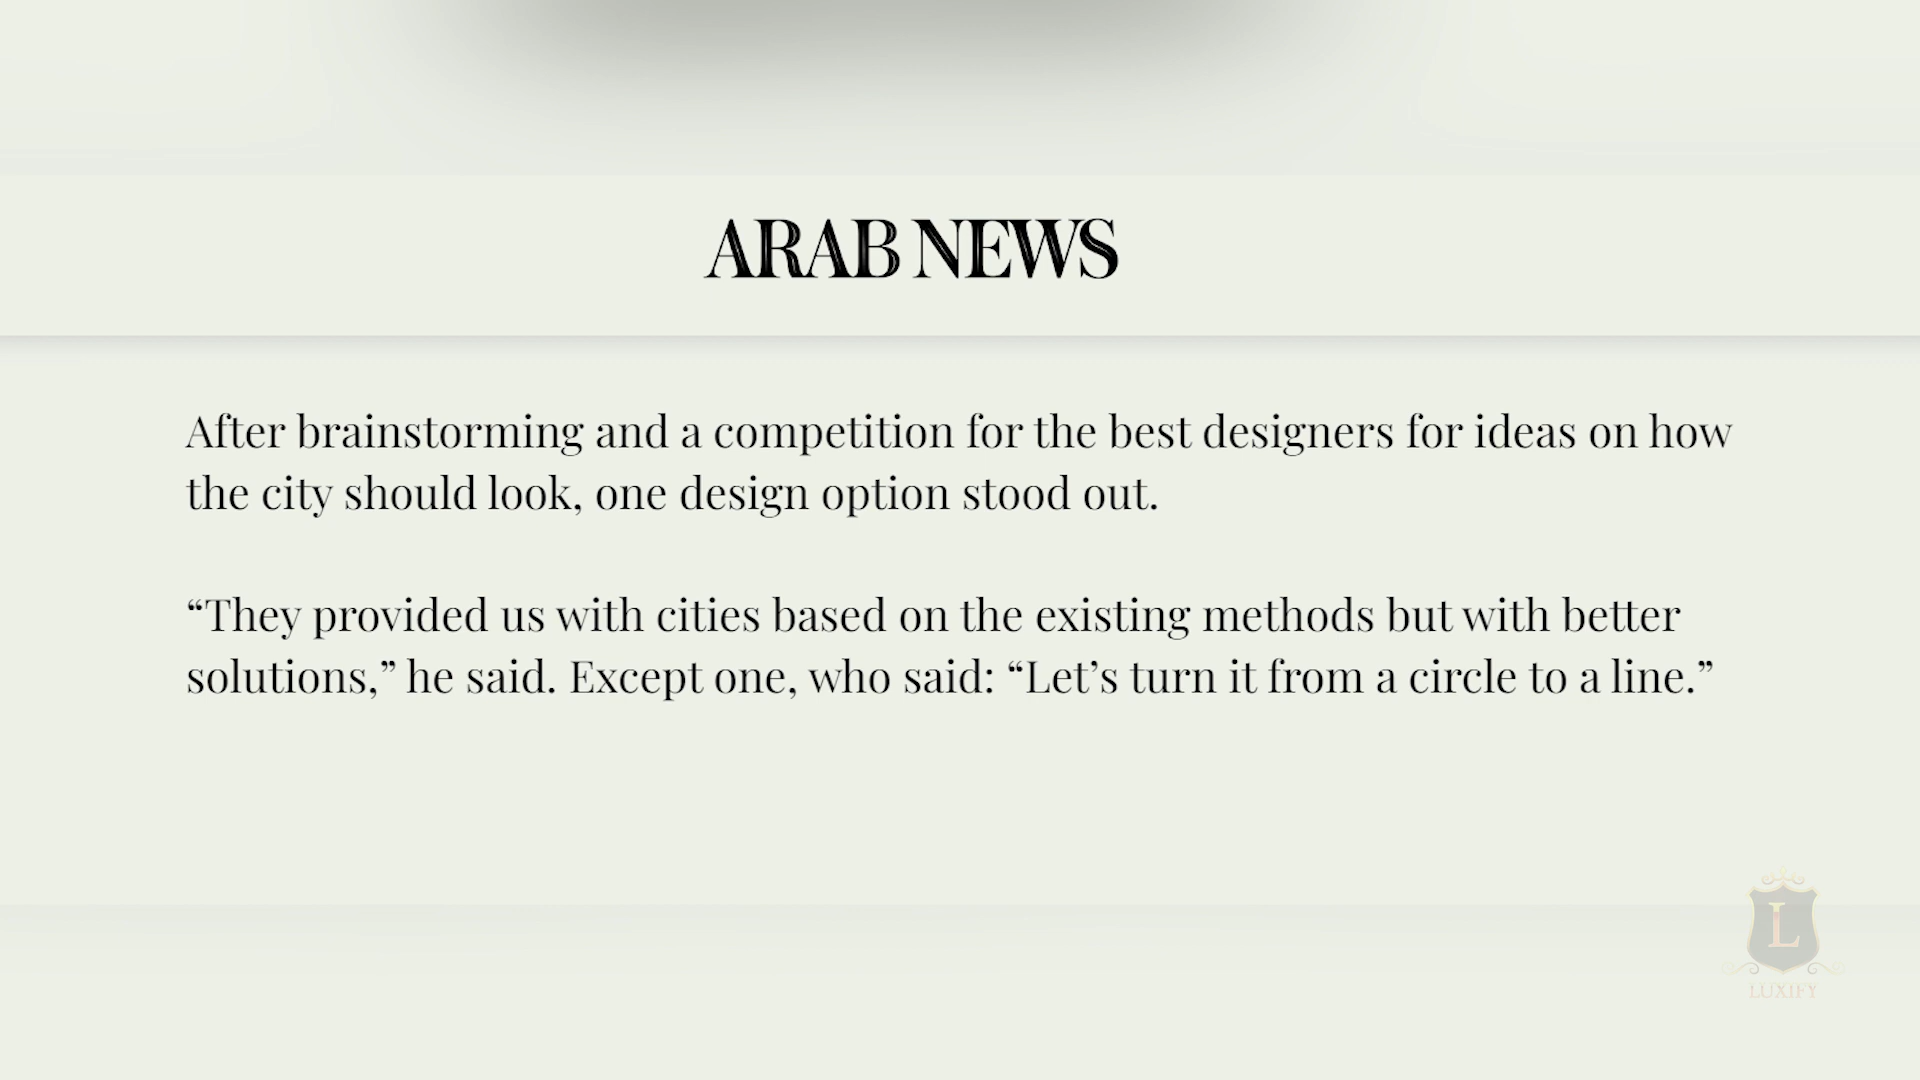 ARAB NEWS
After brainstorming and a competition for the best designers for ideas on how
the city should look, one design option stood out.
“They provided us with cities based on the existing methods but with better
solutions,” he said. Except one, who said: “Let’s turn it from a circle to a line.”
L
LUXIFY